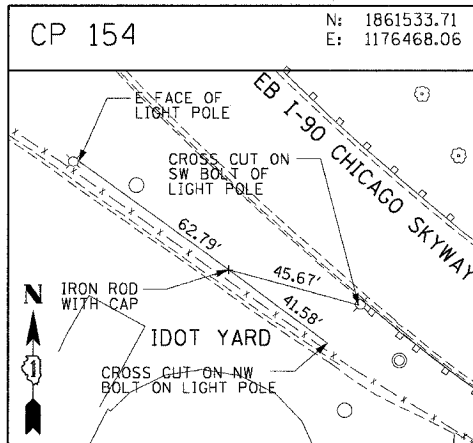 CP 154
N: 1861533.71
E: 1176468.06
E FACE OF
LIGHT POLE
EB I-90 CHICAGO SKYWAY
CROSS CUT ON
SW BOLT OF
LIGHT POLE
62.79'
45.67'
41.58'
IRON ROD
WITH CAP
N
IDOT YARD
CROSS CUT ON NW
BOLT ON LIGHT POLE
1